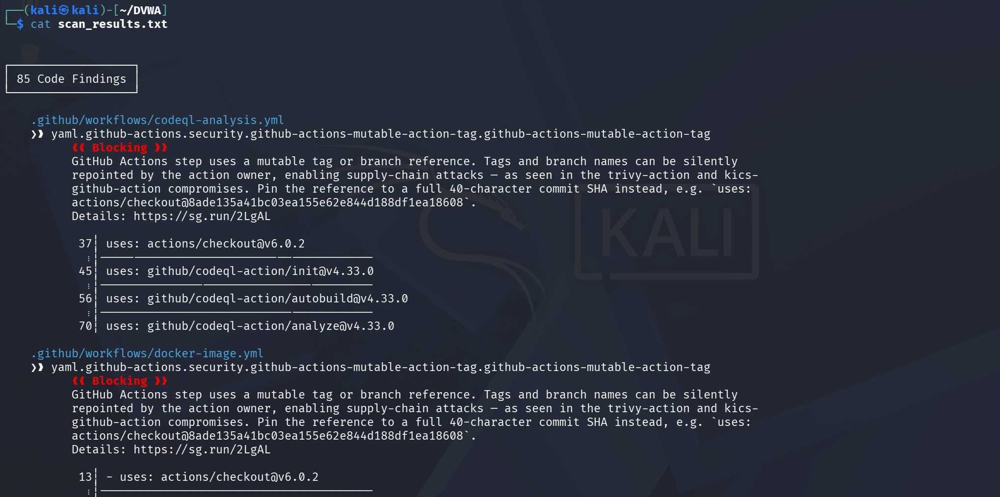 ┌──(kali㉿kali)-[~/DVWA]
└─$ cat scan_results.txt
85 Code Findings
.github/workflows/codeql-analysis.yml
❯❱ yaml.github-actions.security.github-actions-mutable-action-tag.github-actions-mutable-action-tag
❰❰ Blocking ❱❱
GitHub Actions step uses a mutable tag or branch reference. Tags and branch names can be silently
repointed by the action owner, enabling supply-chain attacks — as seen in the trivy-action and kics-
github-action compromises. Pin the reference to a full 40-character commit SHA instead, e.g. `uses:
actions/checkout@8ade135a41bc03ea155e62e844d188df1ea18608`.
Details: https://sg.run/2LgAL
37┆ uses: actions/checkout@v6.0.2
⋮┆----------------------------------------
45┆ uses: github/codeql-action/init@v4.33.0
⋮┆----------------------------------------
56┆ uses: github/codeql-action/autobuild@v4.33.0
⋮┆----------------------------------------
70┆ uses: github/codeql-action/analyze@v4.33.0
.github/workflows/docker-image.yml
❯❱ yaml.github-actions.security.github-actions-mutable-action-tag.github-actions-mutable-action-tag
❰❰ Blocking ❱❱
GitHub Actions step uses a mutable tag or branch reference. Tags and branch names can be silently
repointed by the action owner, enabling supply-chain attacks — as seen in the trivy-action and kics-
github-action compromises. Pin the reference to a full 40-character commit SHA instead, e.g. `uses:
actions/checkout@8ade135a41bc03ea155e62e844d188df1ea18608`.
Details: https://sg.run/2LgAL
13┆ - uses: actions/checkout@v6.0.2
⋮┆----------------------------------------
KALI